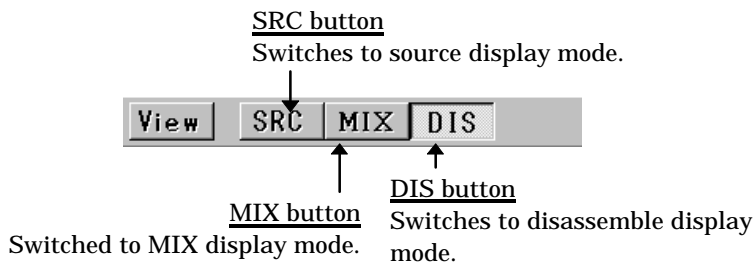 SRC button
Switches to source display mode.
View SRC MIX DIS
MIX button
Switched to MIX display mode.
DIS button
Switches to disassemble display
mode.